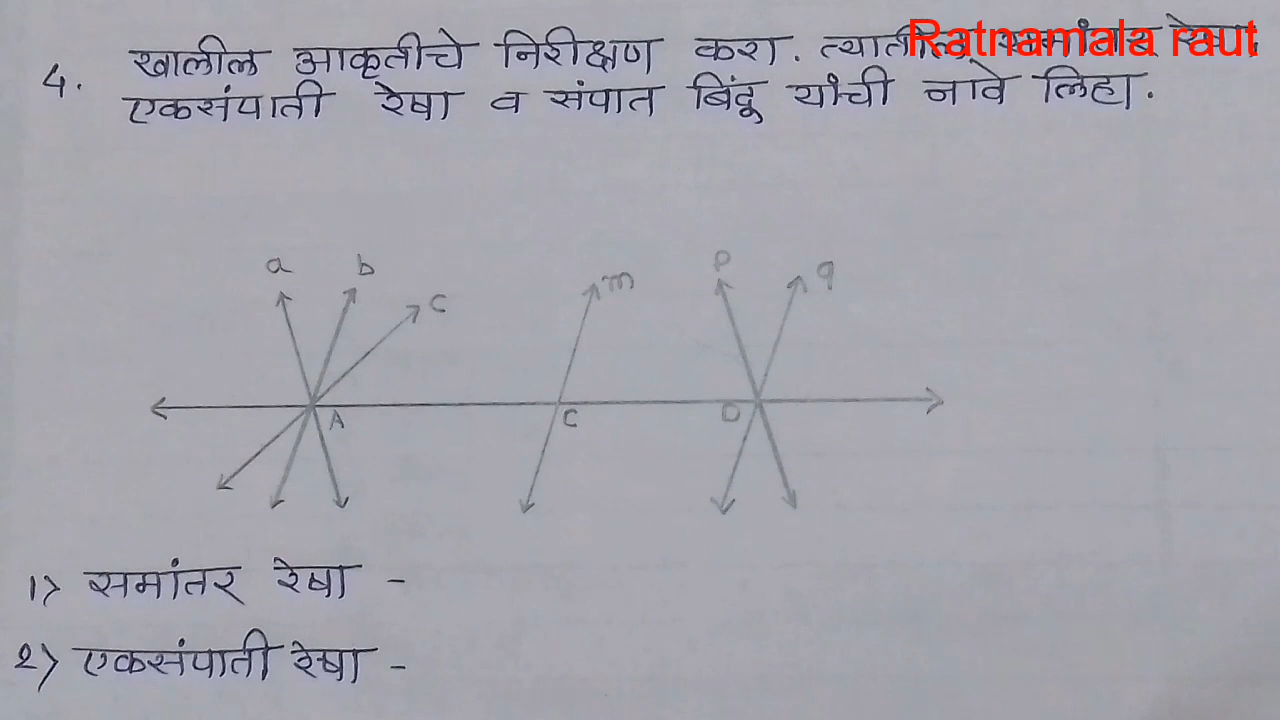 Ratnamala raut
4. खालील आकृतीचे निरीक्षण करा.
एकसंपाती रेषा व संपात बिंदू यांची नावे लिहा.
a b c m p q
A C D
1) समांतर रेषा -
2) एकसंपाती रेषा -